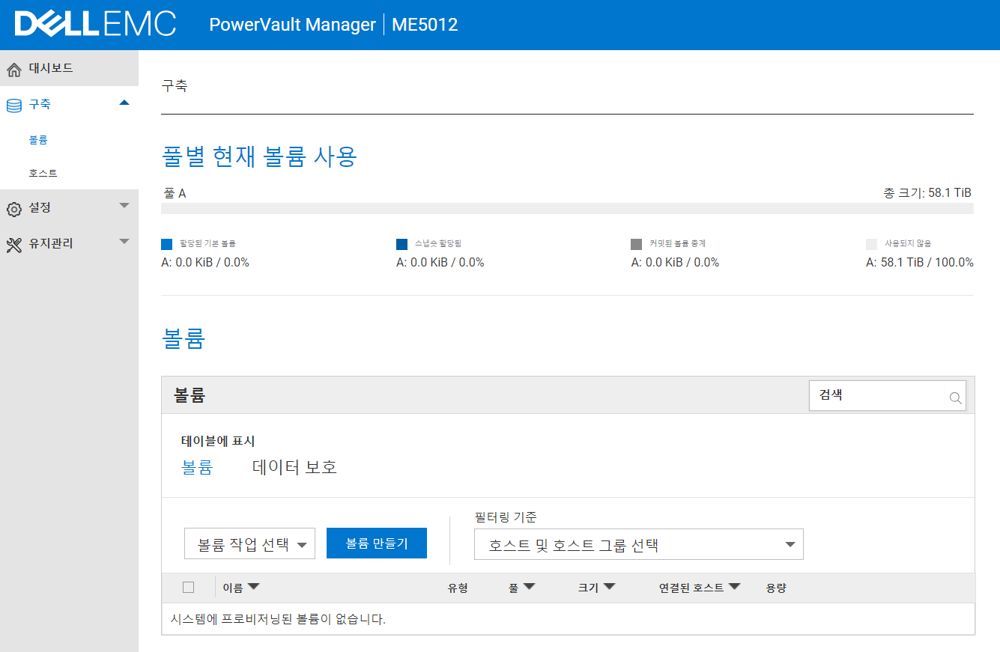 DELLEMC PowerVault Manager | ME5012
대시보드
구축
볼륨
호스트
설정
유지관리
구축
풀별 현재 볼륨 사용
풀 A 총 크기: 58.1 TiB
할당된 기본 볼륨 스냅숏 할당됨 커밋된 볼륨 총계 사용되지 않음
A: 0.0 KiB / 0.0% A: 0.0 KiB / 0.0% A: 0.0 KiB / 0.0% A: 58.1 TiB / 100.0%
볼륨
볼륨 검색
테이블에 표시
볼륨 데이터 보호
필터링 기준
볼륨 작업 선택 볼륨 만들기 호스트 및 호스트 그룹 선택
이름 유형 풀 크기 연결된 호스트 용량
시스템에 프로비저닝된 볼륨이 없습니다.